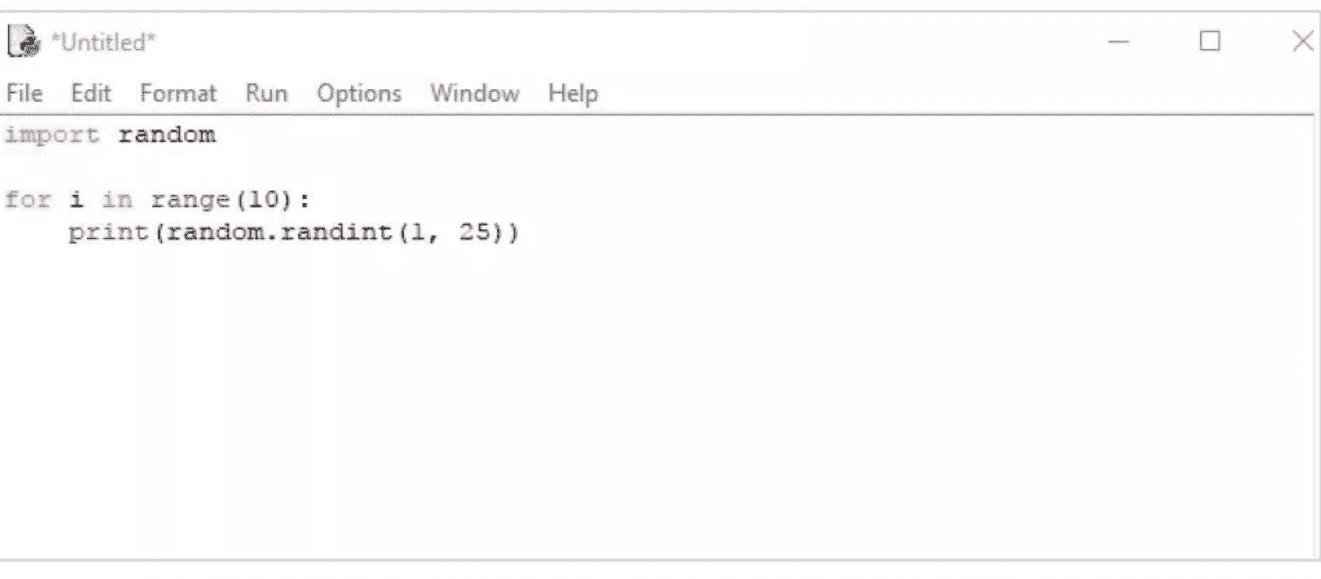 *Untitled*
File Edit Format Run Options Window Help
import random
for i in range(10):
    print(random.randint(1, 25))